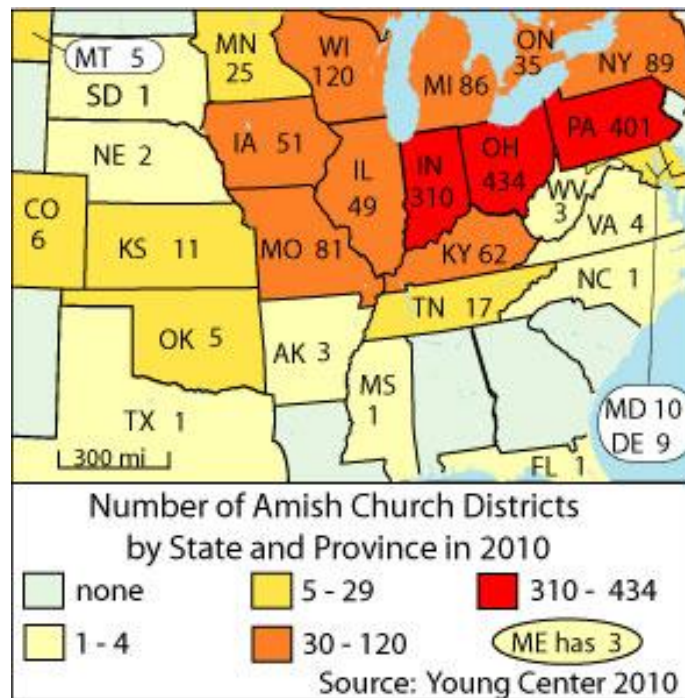 MT 5
MN
25
WI
120
MI 86
ON
35
NY 89
SD 1
NE 2
IA 51
IL
49
IN
310
OH
434
PA 401
WV
3
VA 4
CO
6
KS 11
MO 81
KY 62
NC 1
TN 17
OK 5
AK 3
MS
1
TX 1
MD 10
DE 9
300 mi
FL 1
Number of Amish Church Districts
by State and Province in 2010
none
5 - 29
310 - 434
1 - 4
30 - 120
ME has 3
Source: Young Center 2010